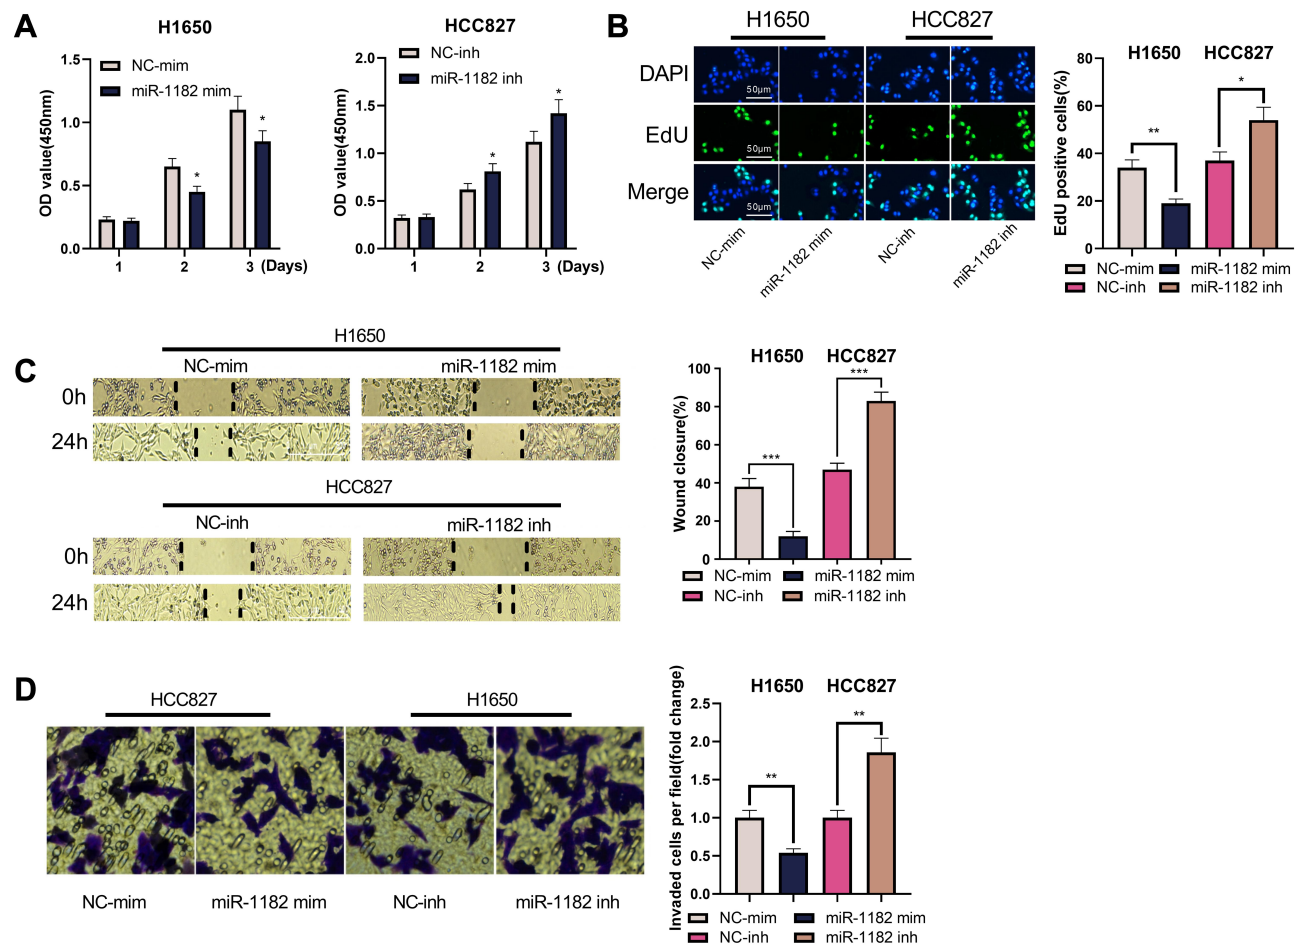 A
H1650
OD value(450nm)
1.5
1.0
0.5
0.0
NC-mim
miR-1182 mim
*
*
1 2 3 (Days)
HCC827
OD value(450nm)
2.0
1.5
1.0
0.5
0.0
NC-inh
miR-1182 inh
*
*
1 2 3 (Days)
B
H1650 HCC827
DAPI
50μm 50μm
EdU
50μm 50μm
Merge
50μm 50μm
NC-mim
miR-1182 mim
NC-inh
miR-1182 inh
H1650 HCC827
EdU positive cells(%)
80
60
40
20
0
**
*
NC-mim miR-1182 mim
NC-inh miR-1182 inh
C
H1650
NC-mim miR-1182 mim
0h
24h
HCC827
NC-inh miR-1182 inh
0h
24h
H1650 HCC827
Wound closure(%)
100
80
60
40
20
0
***
***
NC-mim miR-1182 mim
NC-inh miR-1182 inh
D
HCC827 H1650
NC-mim miR-1182 mim NC-inh miR-1182 inh
H1650 HCC827
Invaded cells per field(fold change)
2.5
2.0
1.5
1.0
0.5
0.0
**
**
NC-mim miR-1182 mim
NC-inh miR-1182 inh